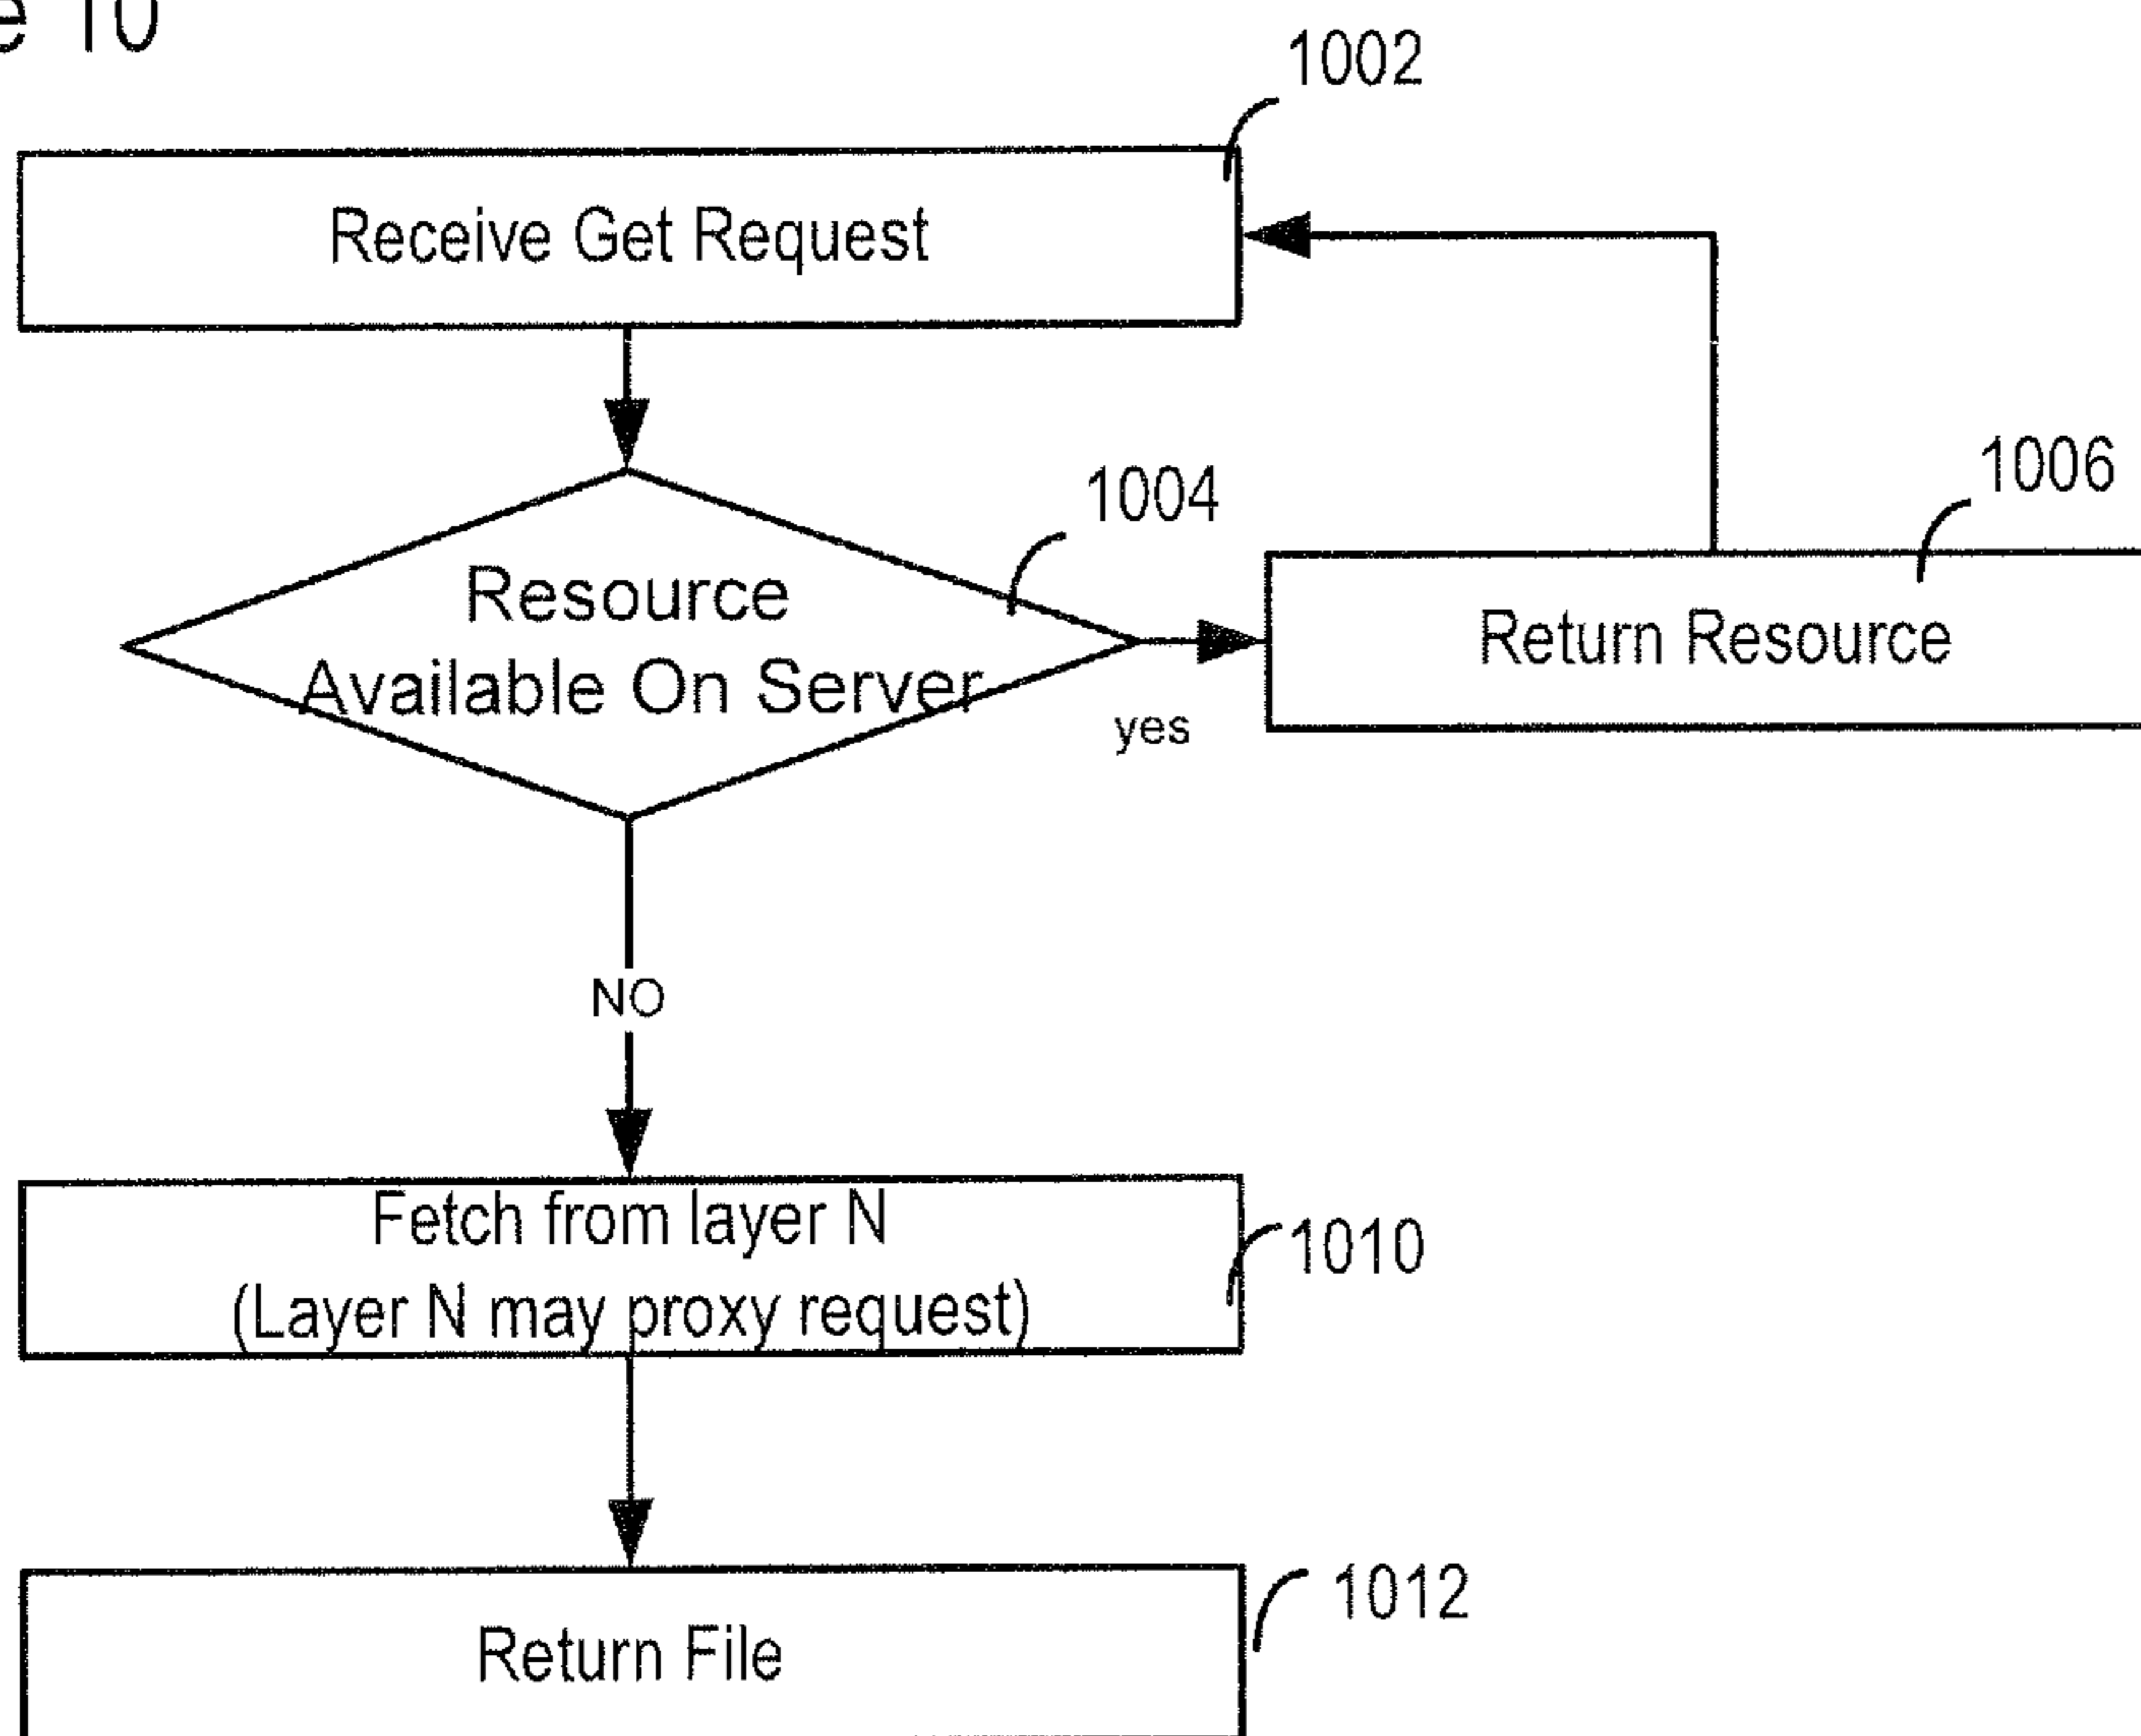 10
1002
Receive Get Request
1004
1006
Resource
Available On Server
Return Resource
yes
NO
Fetch from layer N
(Layer N may proxy request)
1010
1012
Return File